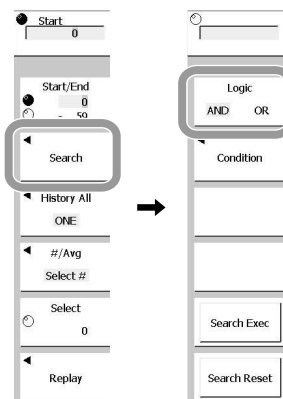 Start
0
Start/End
0
- 59
Search
History All
ONE
#/Avg
Select #
Select
0
Replay
Logic
AND OR
Condition
Search Exec
Search Reset